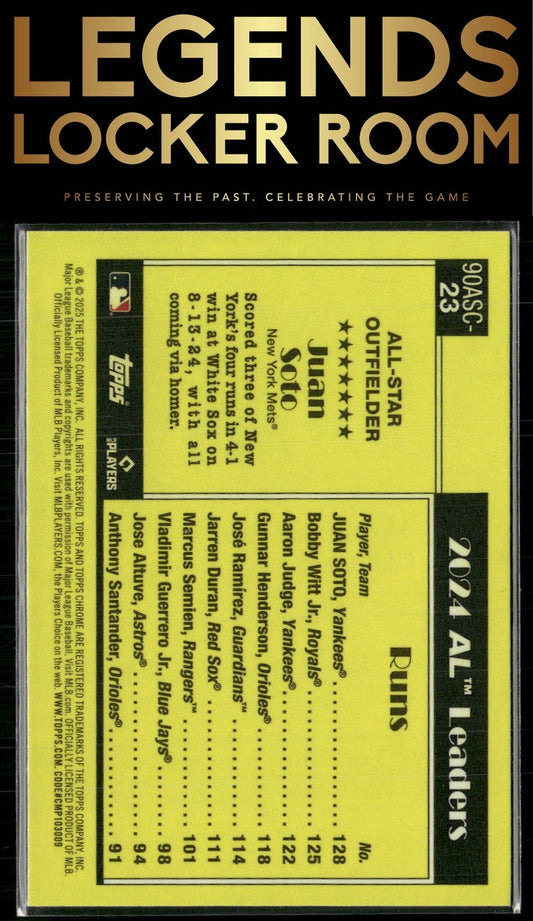 LEGENDS
LOCKER ROOM
PRESERVING THE PAST. CELEBRATING THE GAME
90ASC-
23
ALL-STAR
OUTFIELDER
★★★★★★★
Juan
Soto
New York Mets®
Scored three of New
York's four runs in 4-1
win at White Sox on
8-13-24, with all
coming via homer.
topps
MLB PLAYERS
2024 AL™ Leaders
Runs
Player, Team No.
JUAN SOTO, Yankees® . . . . . . . . . . . 128
Bobby Witt Jr., Royals® . . . . . . . . . . 125
Aaron Judge, Yankees® . . . . . . . . . . 122
Gunnar Henderson, Orioles® . . . . . . . 118
José Ramírez, Guardians™ . . . . . . . . 114
Jarren Duran, Red Sox® . . . . . . . . . . 111
Marcus Semien, Rangers™ . . . . . . . . 101
Vladimir Guerrero Jr., Blue Jays® . . . . . 98
Jose Altuve, Astros® . . . . . . . . . . . . 94
Anthony Santander, Orioles® . . . . . . . 91
® & © 2025 THE TOPPS COMPANY, INC. ALL RIGHTS RESERVED. TOPPS AND TOPPS CHROME ARE REGISTERED TRADEMARKS OF THE TOPPS COMPANY, INC.
Major League Baseball trademarks and copyrights are used with permission of Major League Baseball. Visit MLB.com. OFFICIALLY LICENSED PRODUCT OF MLB
Officially Licensed Product of MLB Players, Inc. Visit MLBPLAYERS.COM, the Players Choice on the web. WWW.TOPPS.COM. CODE#CMP103009